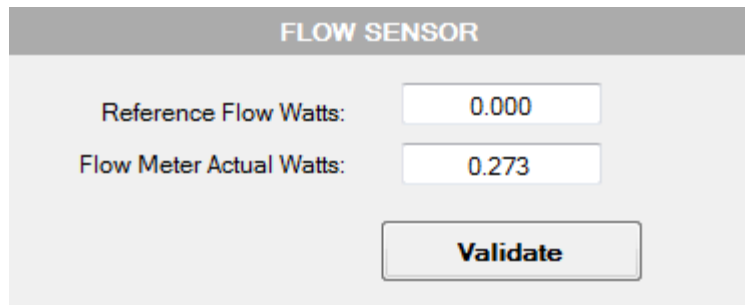 FLOW SENSOR
Reference Flow Watts: 0.000
Flow Meter Actual Watts: 0.273
Validate